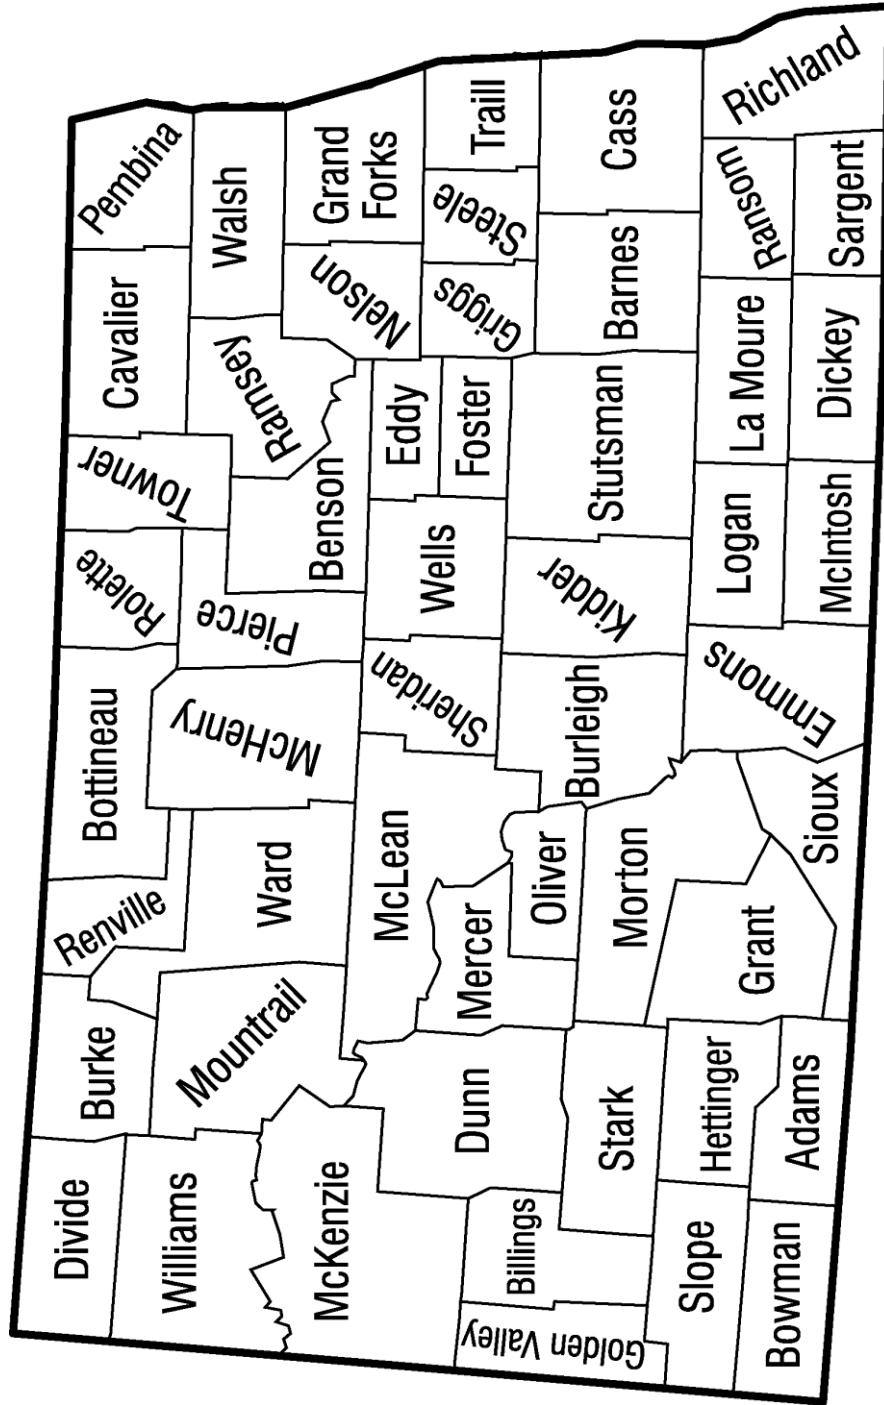 Divide
Burke
Renville
Bottineau
Rolette
Towner
Cavalier
Pembina
Williams
Mountrail
Ward
McHenry
Pierce
Benson
Ramsey
Walsh
McKenzie
McLean
Sheridan
Wells
Eddy
Foster
Nelson
Grand
Forks
Griggs
Steele
Traill
Golden Valley
Billings
Dunn
Mercer
Oliver
Burleigh
Kidder
Stutsman
Barnes
Cass
Stark
Morton
Slope
Hettinger
Grant
Emmons
Logan
La Moure
Ransom
Richland
Bowman
Adams
Sioux
McIntosh
Dickey
Sargent